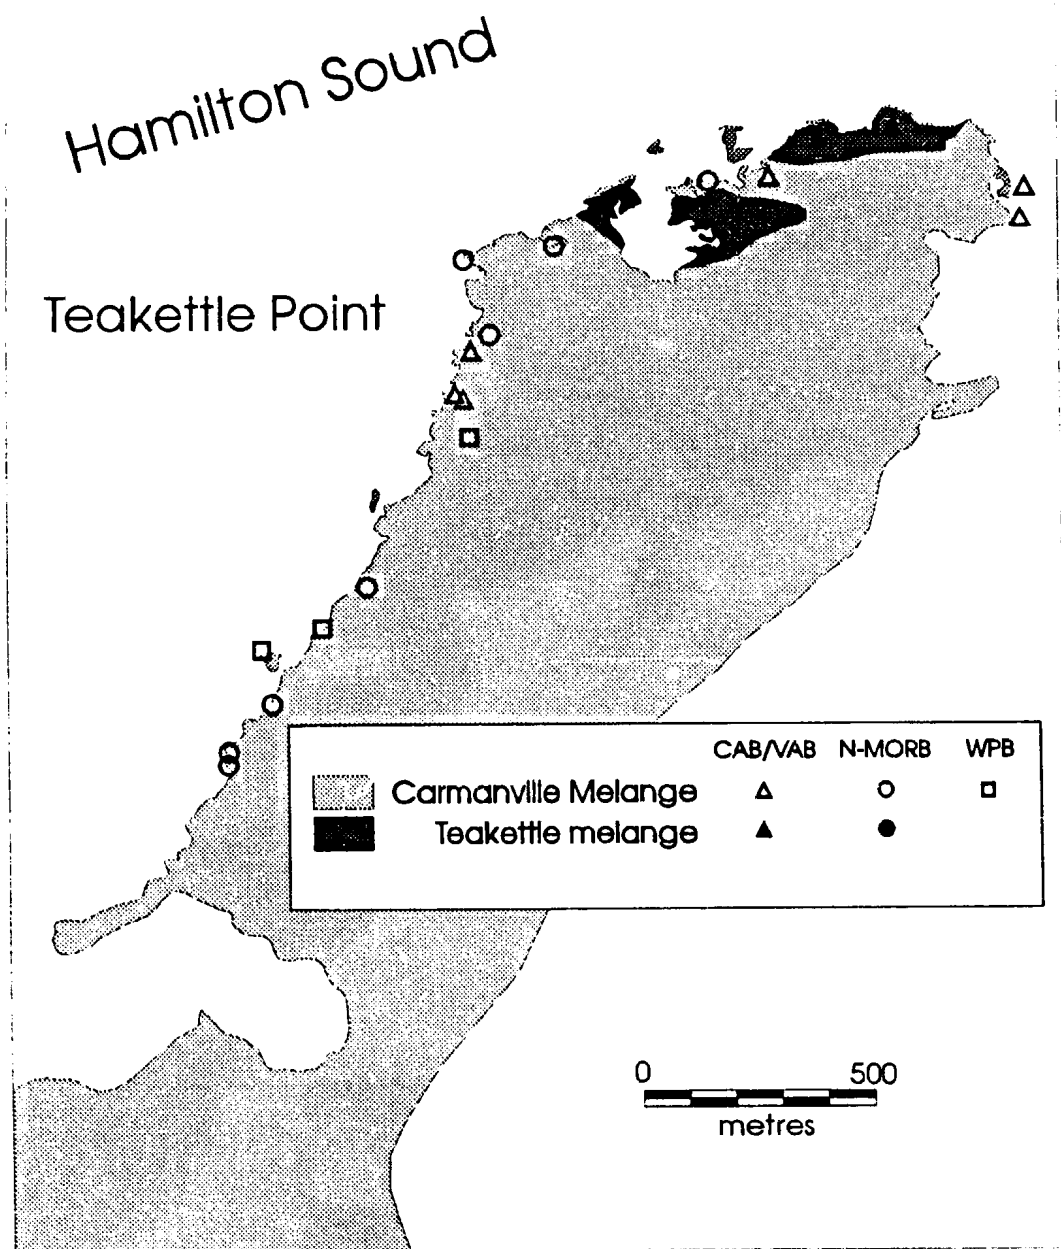 Hamilton Sound
Teakettle Point
CAB/VAB N-MORB WPB
Carmanville Melange
Teakettle melange
0 500
metres